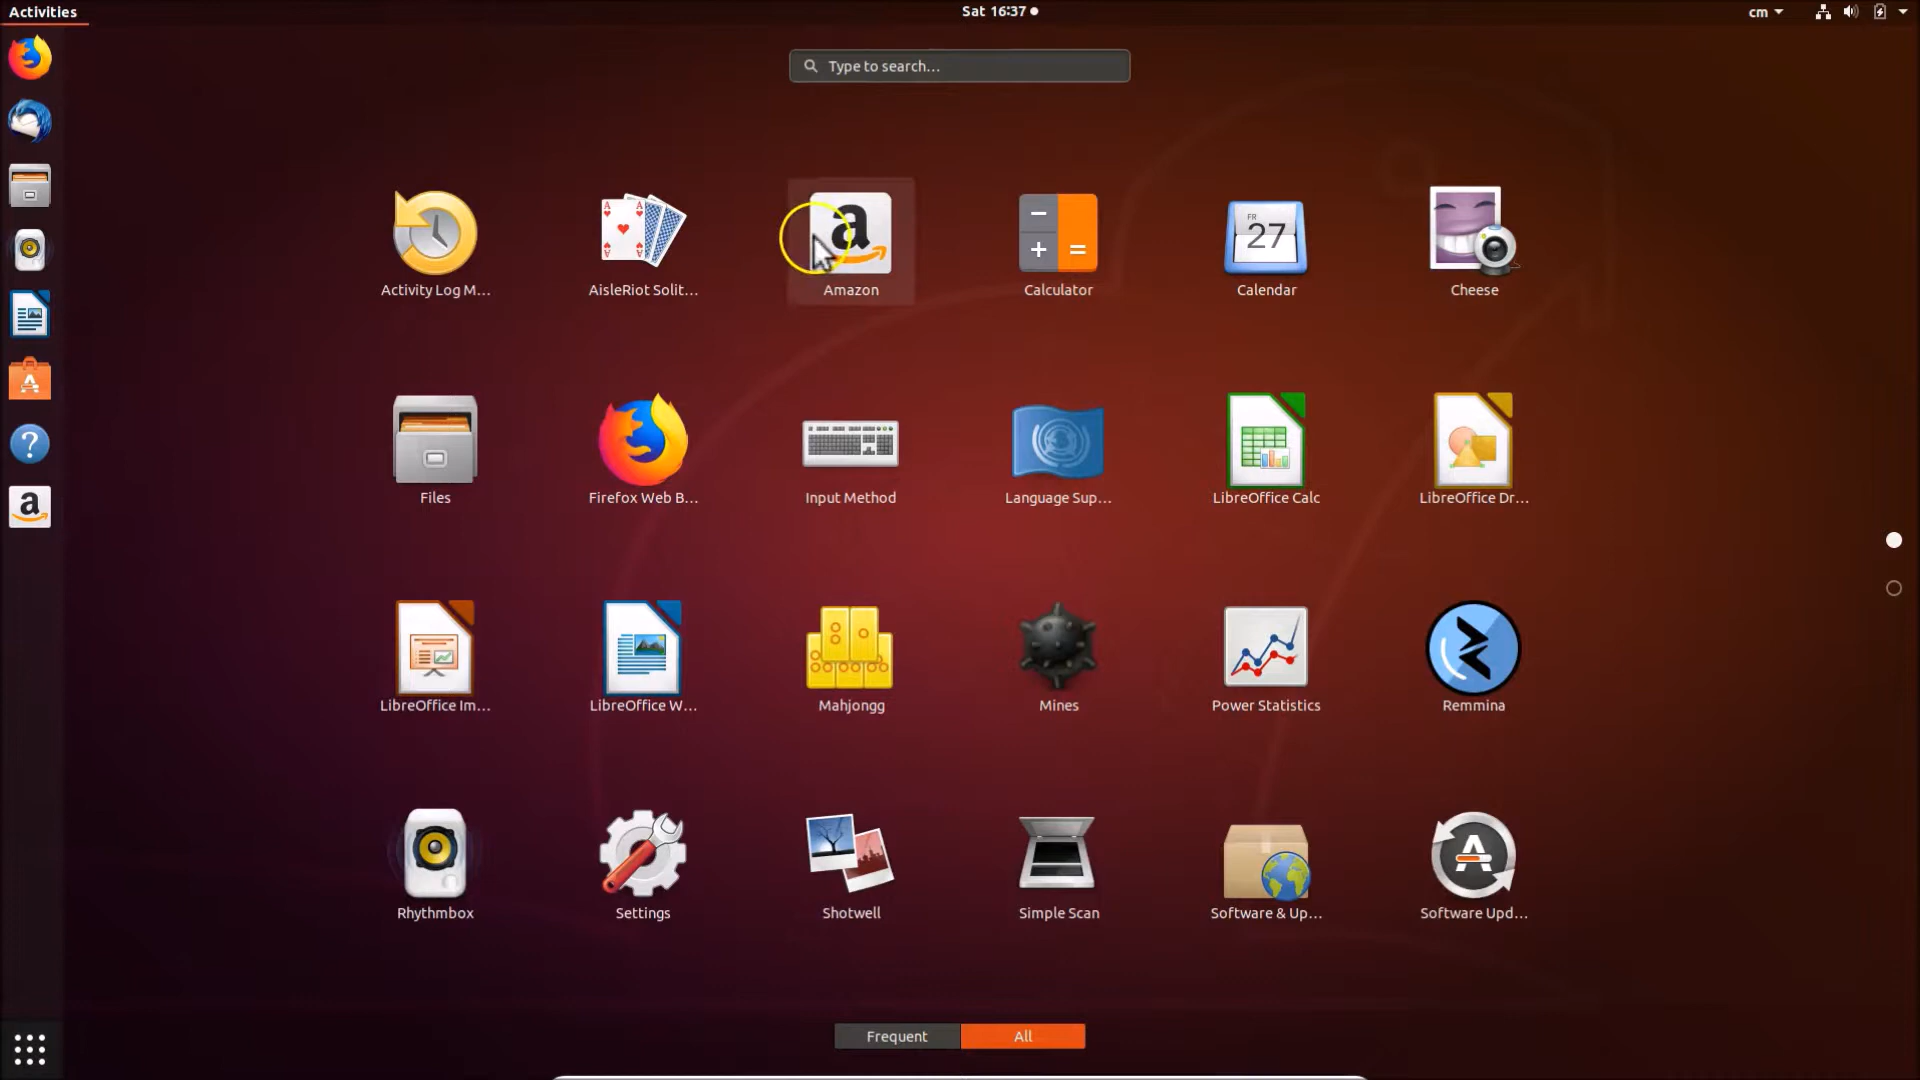 Activities
Sat 16:37
cm
Type to search...
Activity Log M...
AisleRiot Solit...
Amazon
Calculator
Calendar
Cheese
FR
27
Files
Firefox Web B...
Input Method
Language Sup...
LibreOffice Calc
LibreOffice Dr...
LibreOffice Im...
LibreOffice W...
Mahjongg
Mines
Power Statistics
Remmina
Rhythmbox
Settings
Shotwell
Simple Scan
Software & Up...
Software Upd...
Frequent
All